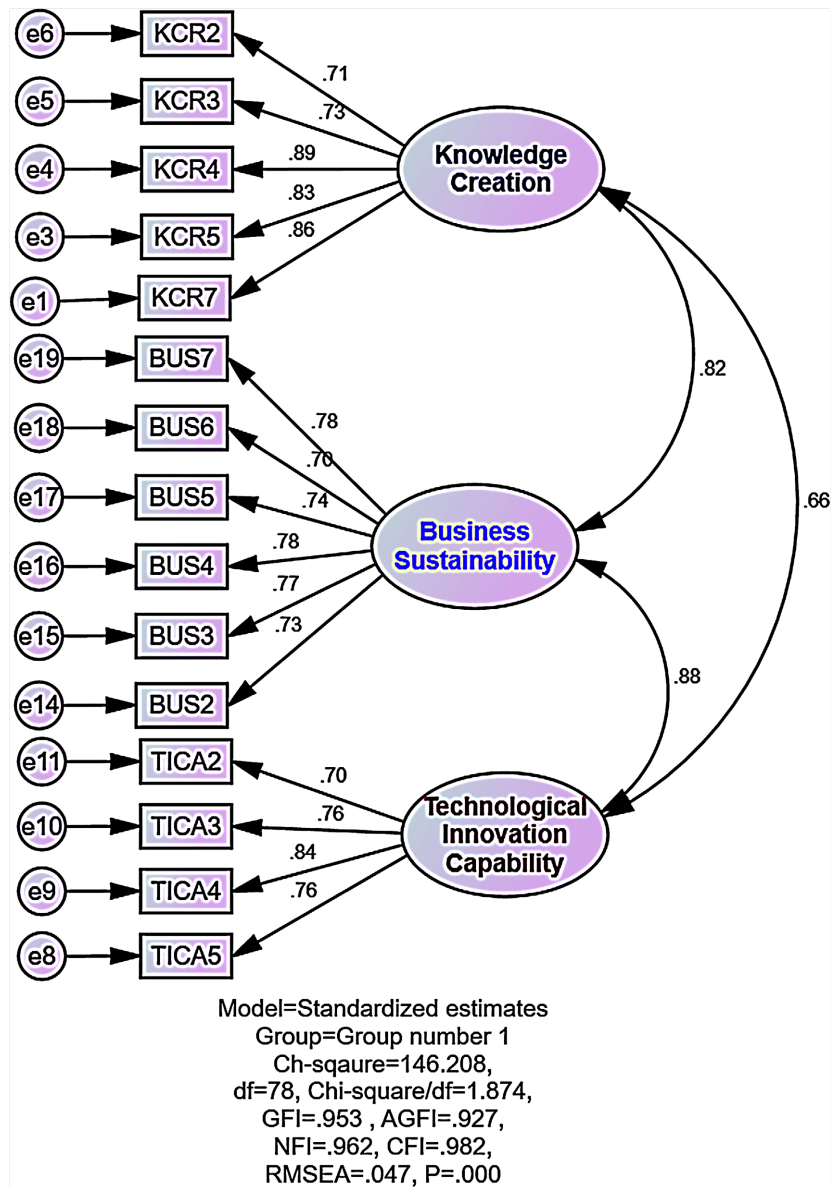 e6 KCR2
.71
e5 KCR3
.73
Knowledge
Creation
e4 KCR4
.89
e3 KCR5
.83
.86
e1 KCR7
e19 BUS7
.82
.78
e18 BUS6
.70
e17 BUS5
.74
.66
Business
Sustainability
e16 BUS4
.78
.77
e15 BUS3
.73
.88
e14 BUS2
e11 TICA2
.70
Technological
Innovation
Capability
e10 TICA3
.76
.84
e9 TICA4
.76
e8 TICA5
Model=Standardized estimates
Group=Group number 1
Ch-sqaure=146.208,
df=78, Chi-square/df=1.874,
GFI=.953 , AGFI=.927,
NFI=.962, CFI=.982,
RMSEA=.047, P=.000